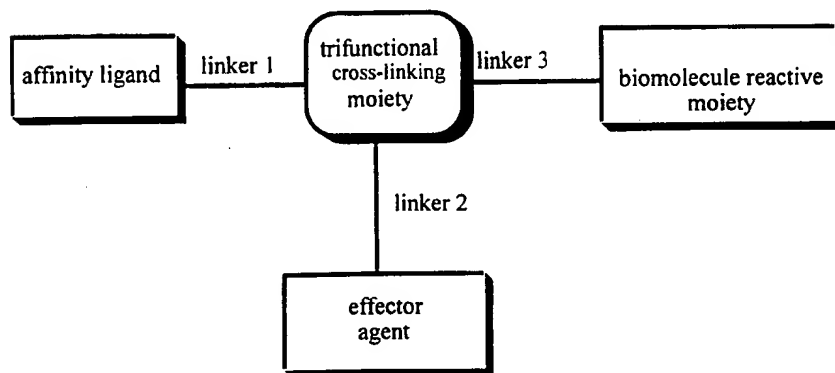 affinity ligand
linker 1
trifunctional
cross-linking
moiety
linker 3
biomolecule reactive
moiety
linker 2
effector
agent